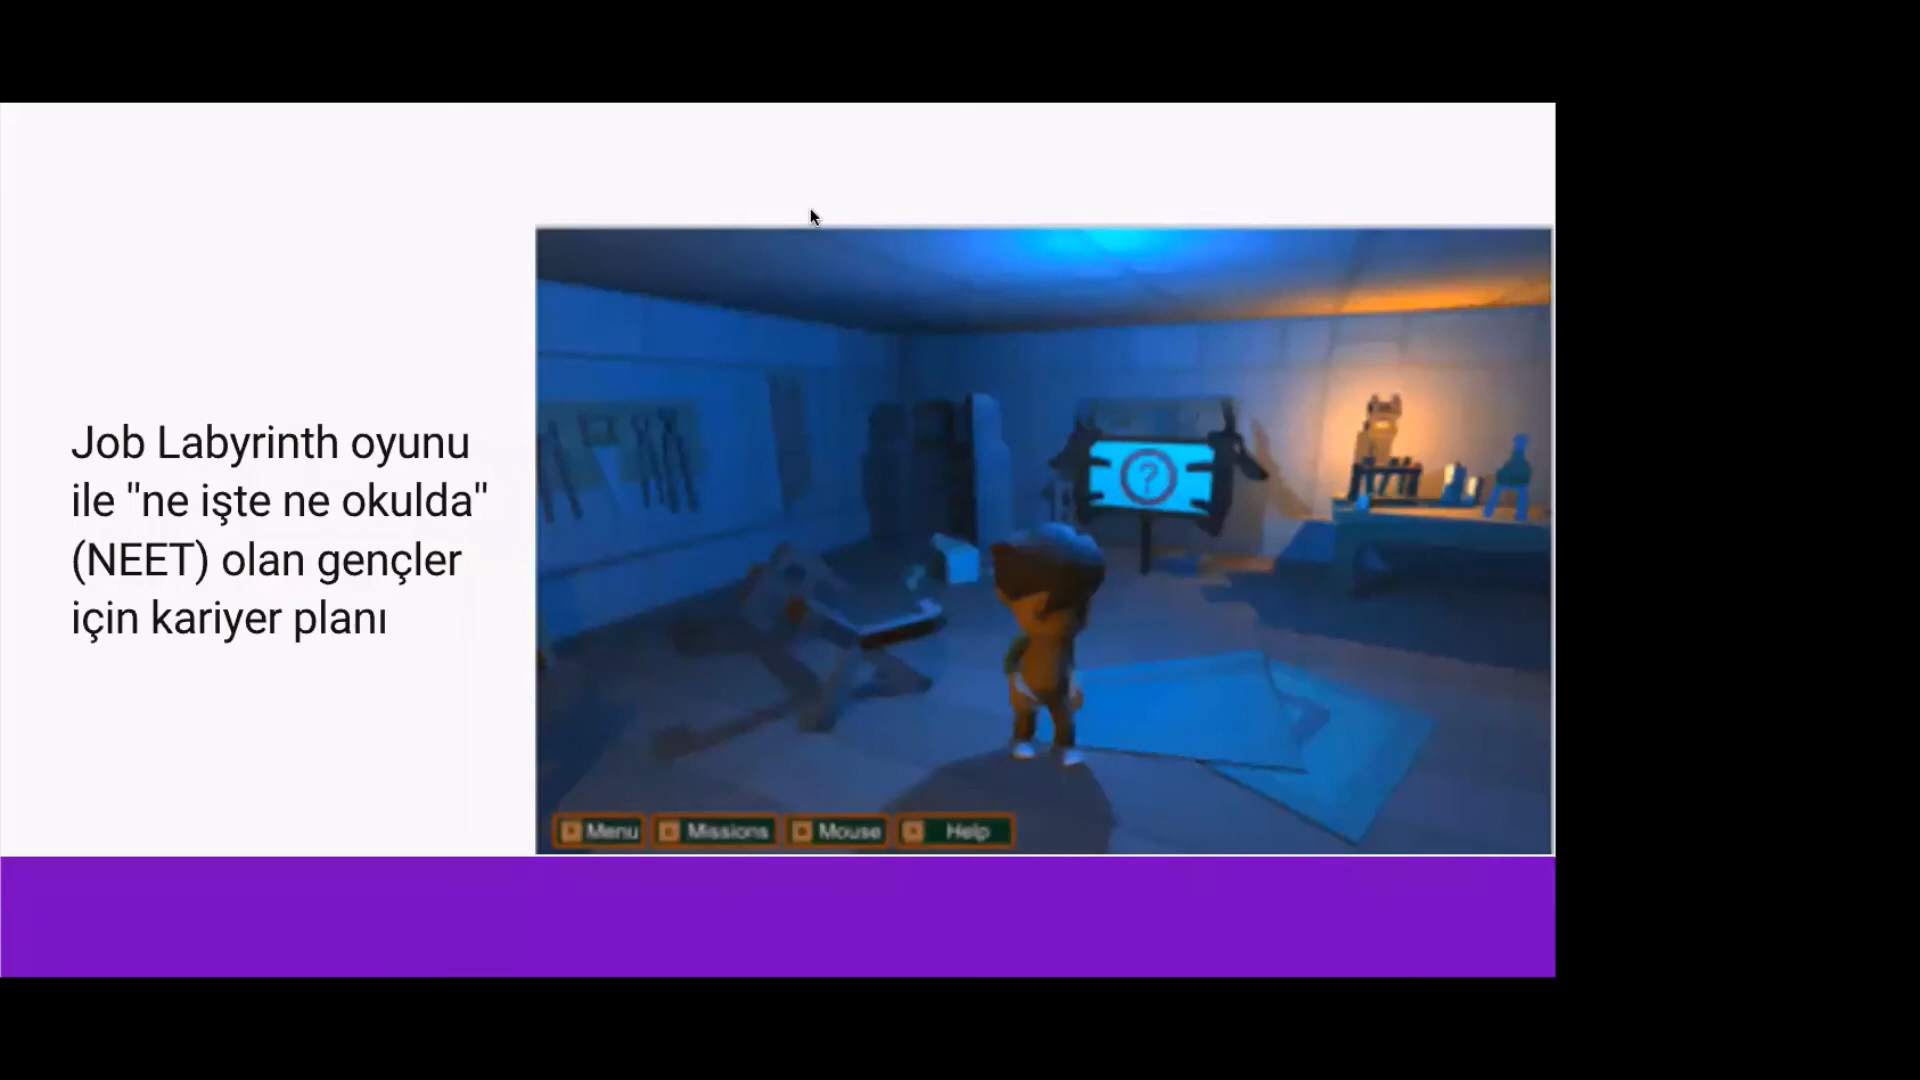 Job Labyrinth oyunu
ile "ne işte ne okulda"
(NEET) olan gençler
için kariyer planı
?
Menu Missions Mouse Help